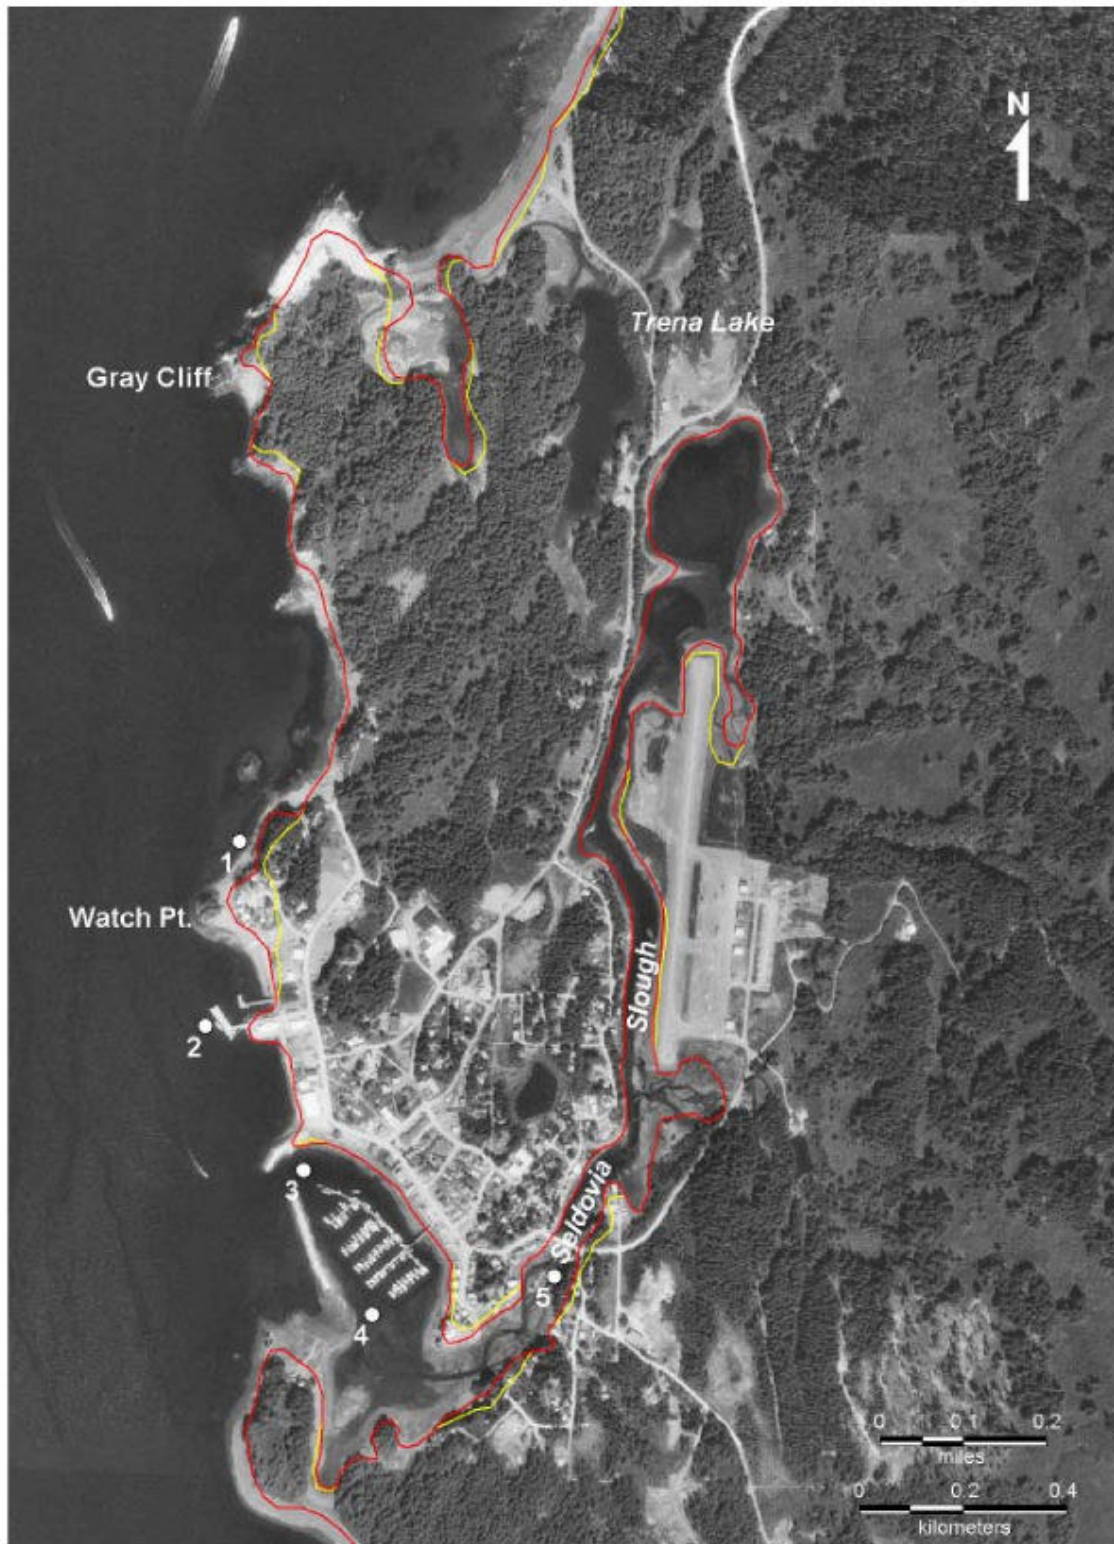 N
Trena Lake
Gray Cliff
1
Watch Pt.
Slough
2
Seldovia
3
5
4
0 0.1 0.2
miles
0 0.2 0.4
kilometers